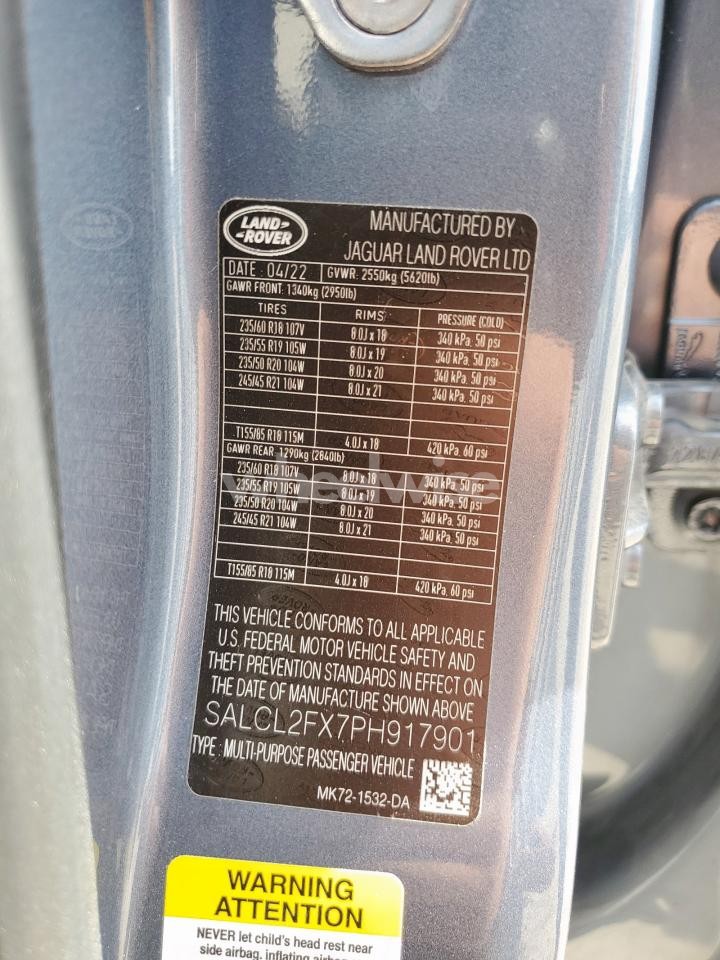 LAND ROVER
MANUFACTURED BY
JAGUAR LAND ROVER LTD
DATE: 04/22 GVWR: 2550kg (5620lb)
GAWR FRONT: 1340kg (2950lb)
TIRES RIMS PRESSURE (COLD)
235/60 R18 107V 8.0J x 18 340 kPa, 50 psi
235/55 R19 105W 8.0J x 19 340 kPa, 50 psi
235/50 R20 104W 8.0J x 20 340 kPa, 50 psi
245/45 R21 104W 8.0J x 21 340 kPa, 50 psi
T155/85 R18 115M 4.0J x 18 420 kPa, 60 psi
GAWR REAR: 1290kg (2840lb)
235/60 R18 107V 8.0J x 18 340 kPa, 50 psi
235/55 R19 105W 8.0J x 19 340 kPa, 50 psi
235/50 R20 104W 8.0J x 20 340 kPa, 50 psi
245/45 R21 104W 8.0J x 21 340 kPa, 50 psi
T155/85 R18 115M 4.0J x 18 420 kPa, 60 psi
THIS VEHICLE CONFORMS TO ALL APPLICABLE
U.S. FEDERAL MOTOR VEHICLE SAFETY AND
THEFT PREVENTION STANDARDS IN EFFECT ON
THE DATE OF MANUFACTURE SHOWN ABOVE
SALCL2FX7PH917901
TYPE : MULTI-PURPOSE PASSENGER VEHICLE
MK72-1532-DA
WARNING
ATTENTION
NEVER let child's head rest near
side airbag, inflating